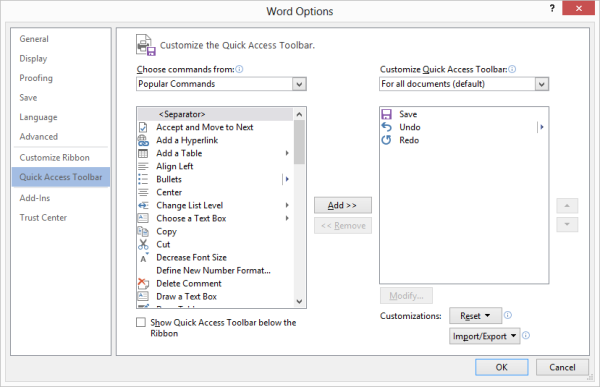 Word Options
?
General
Display
Proofing
Save
Language
Advanced
Customize Ribbon
Quick Access Toolbar
Add-Ins
Trust Center
Customize the Quick Access Toolbar.
Choose commands from:
Popular Commands
<Separator>
Accept and Move to Next
Add a Hyperlink
Add a Table
Align Left
Bullets
Center
Change List Level
Choose a Text Box
Copy
Cut
Decrease Font Size
Define New Number Format...
Delete Comment
Draw a Text Box
Show Quick Access Toolbar below the
Ribbon
Add >>
<< Remove
Customize Quick Access Toolbar:
For all documents (default)
Save
Undo
Redo
Modify...
Customizations:
Reset
Import/Export
OK
Cancel